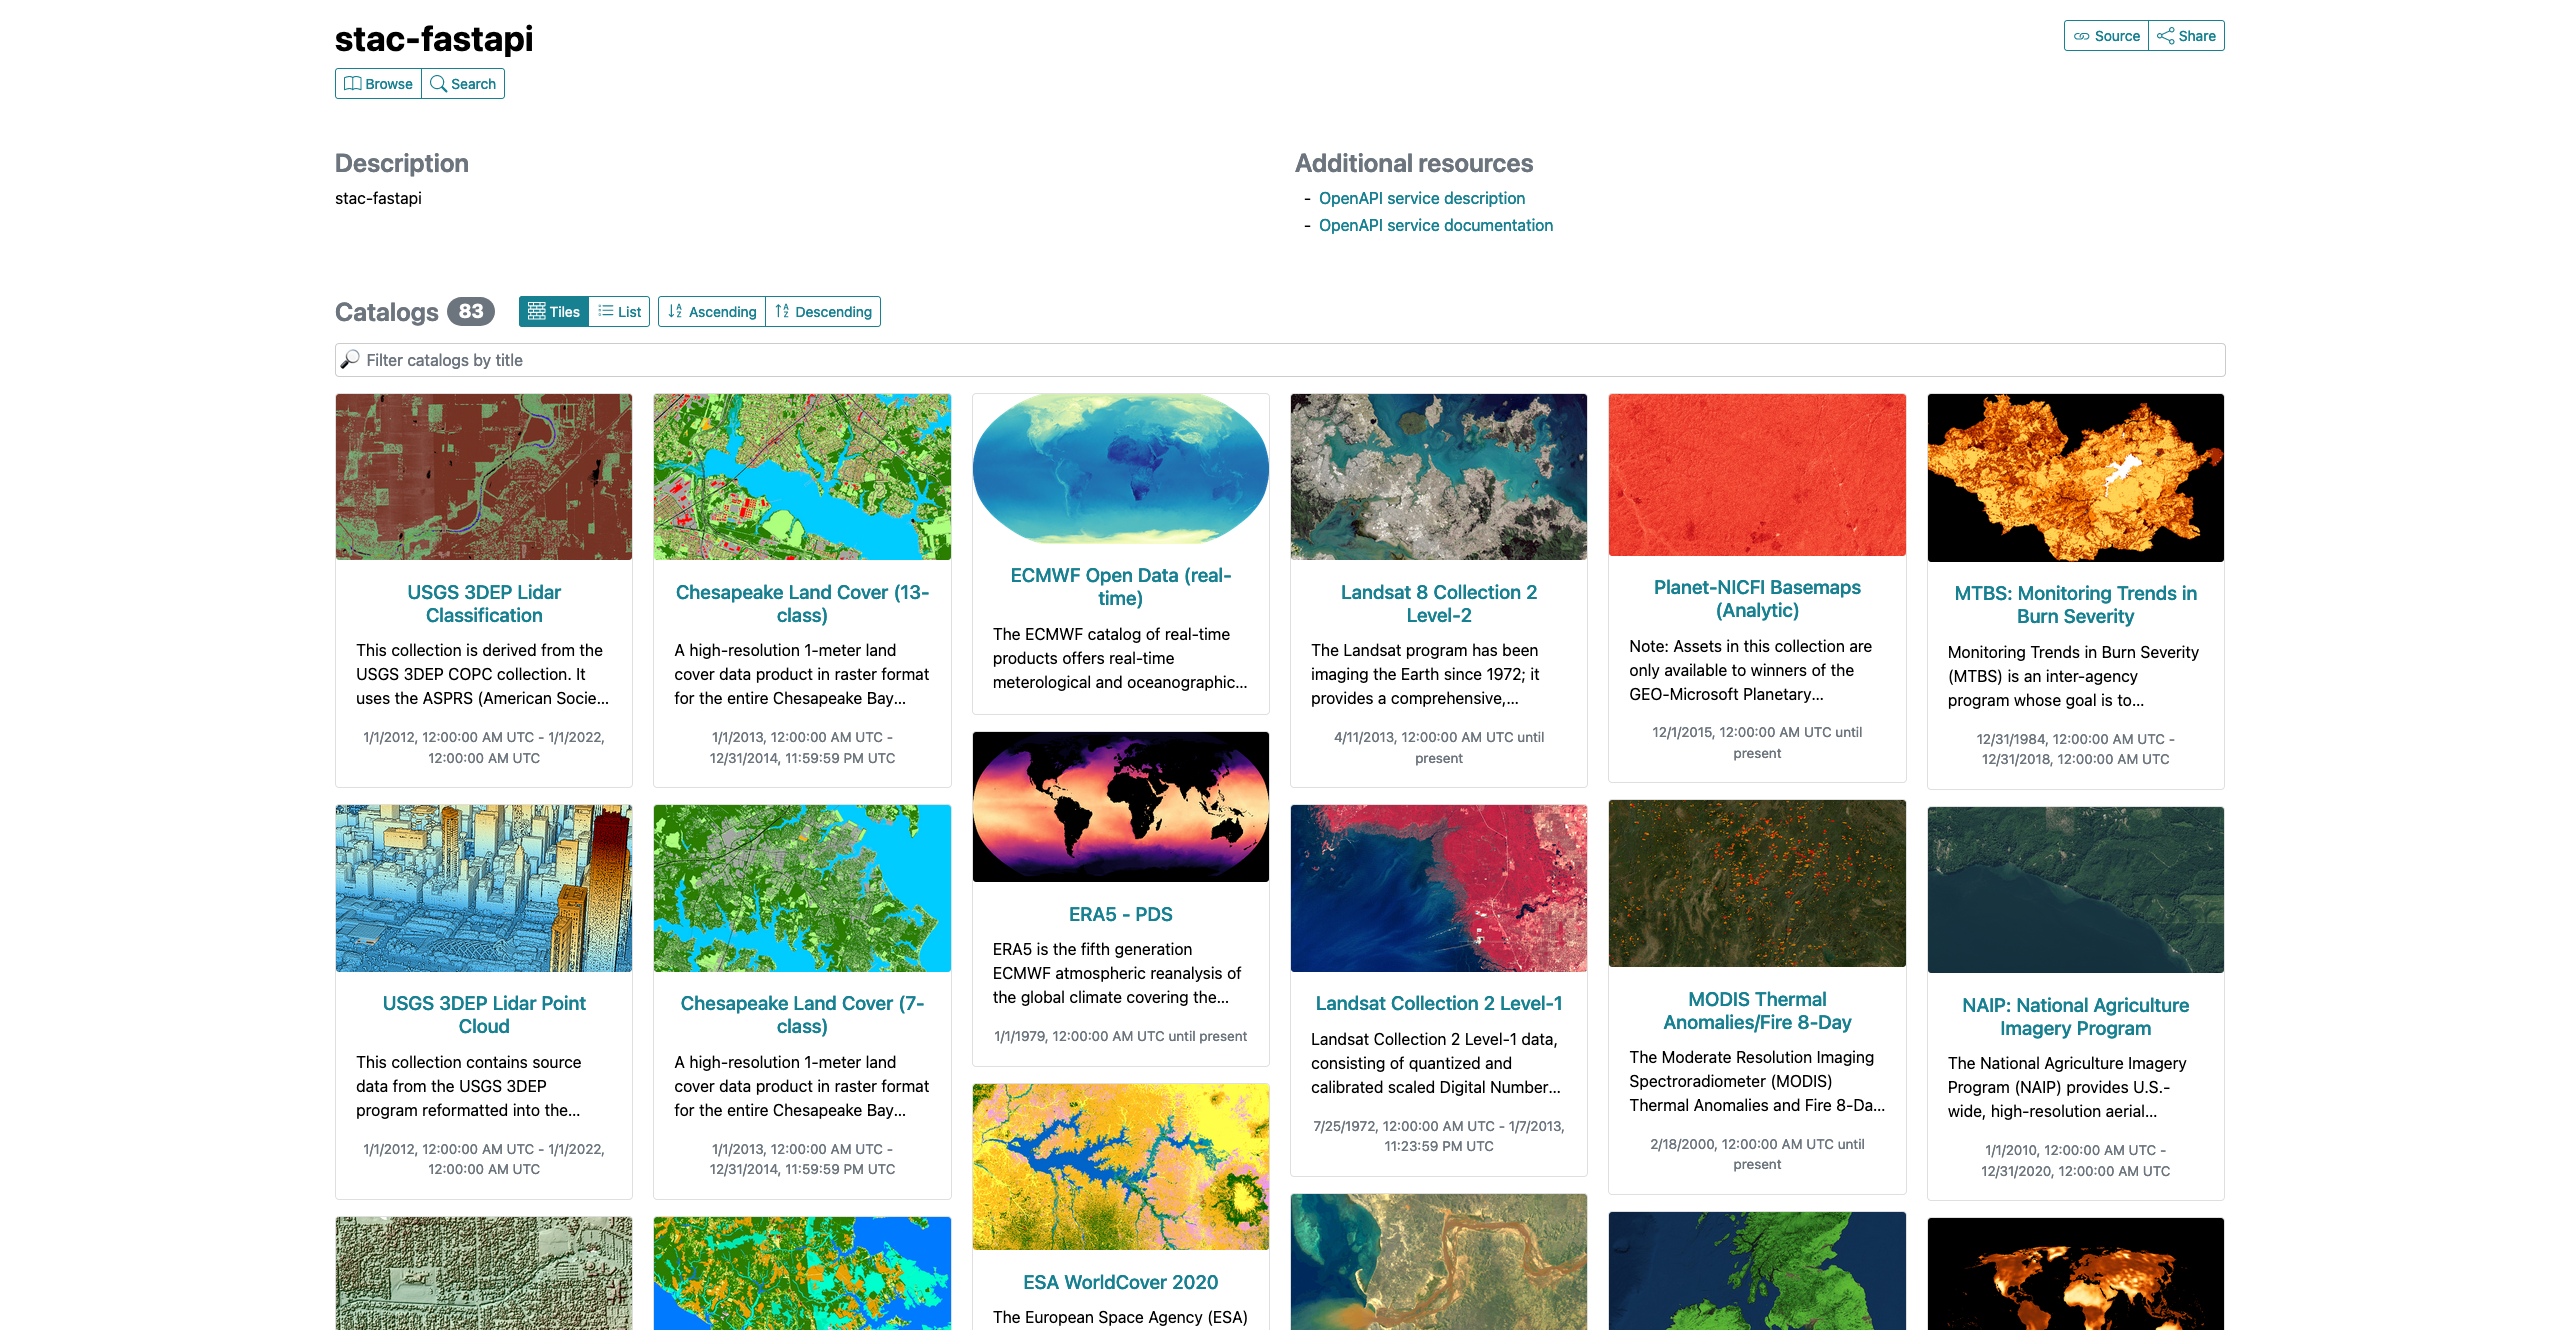 stac-fastapi
Source
Share
Browse
Search
Description
stac-fastapi
Additional resources
- OpenAPI service description
- OpenAPI service documentation
Catalogs 83
Tiles
List
Ascending
Descending
Filter catalogs by title
USGS 3DEP Lidar
Classification
This collection is derived from the
USGS 3DEP COPC collection. It
uses the ASPRS (American Socie...
1/1/2012, 12:00:00 AM UTC - 1/1/2022,
12:00:00 AM UTC
USGS 3DEP Lidar Point
Cloud
This collection contains source
data from the USGS 3DEP
program reformatted into the...
1/1/2012, 12:00:00 AM UTC - 1/1/2022,
12:00:00 AM UTC
Chesapeake Land Cover (13-
class)
A high-resolution 1-meter land
cover data product in raster format
for the entire Chesapeake Bay...
1/1/2013, 12:00:00 AM UTC -
12/31/2014, 11:59:59 PM UTC
Chesapeake Land Cover (7-
class)
A high-resolution 1-meter land
cover data product in raster format
for the entire Chesapeake Bay...
1/1/2013, 12:00:00 AM UTC -
12/31/2014, 11:59:59 PM UTC
ECMWF Open Data (real-
time)
The ECMWF catalog of real-time
products offers real-time
meterological and oceanographic...
ERA5 - PDS
ERA5 is the fifth generation
ECMWF atmospheric reanalysis of
the global climate covering the...
1/1/1979, 12:00:00 AM UTC until present
ESA WorldCover 2020
The European Space Agency (ESA)
Landsat 8 Collection 2
Level-2
The Landsat program has been
imaging the Earth since 1972; it
provides a comprehensive,...
4/11/2013, 12:00:00 AM UTC until
present
Landsat Collection 2 Level-1
Landsat Collection 2 Level-1 data,
consisting of quantized and
calibrated scaled Digital Number...
7/25/1972, 12:00:00 AM UTC - 1/7/2013,
11:23:59 PM UTC
Planet-NICFI Basemaps
(Analytic)
Note: Assets in this collection are
only available to winners of the
GEO-Microsoft Planetary...
12/1/2015, 12:00:00 AM UTC until
present
MODIS Thermal
Anomalies/Fire 8-Day
The Moderate Resolution Imaging
Spectroradiometer (MODIS)
Thermal Anomalies and Fire 8-Da...
2/18/2000, 12:00:00 AM UTC until
present
MTBS: Monitoring Trends in
Burn Severity
Monitoring Trends in Burn Severity
(MTBS) is an inter-agency
program whose goal is to...
12/31/1984, 12:00:00 AM UTC -
12/31/2018, 12:00:00 AM UTC
NAIP: National Agriculture
Imagery Program
The National Agriculture Imagery
Program (NAIP) provides U.S.-
wide, high-resolution aerial...
1/1/2010, 12:00:00 AM UTC -
12/31/2020, 12:00:00 AM UTC